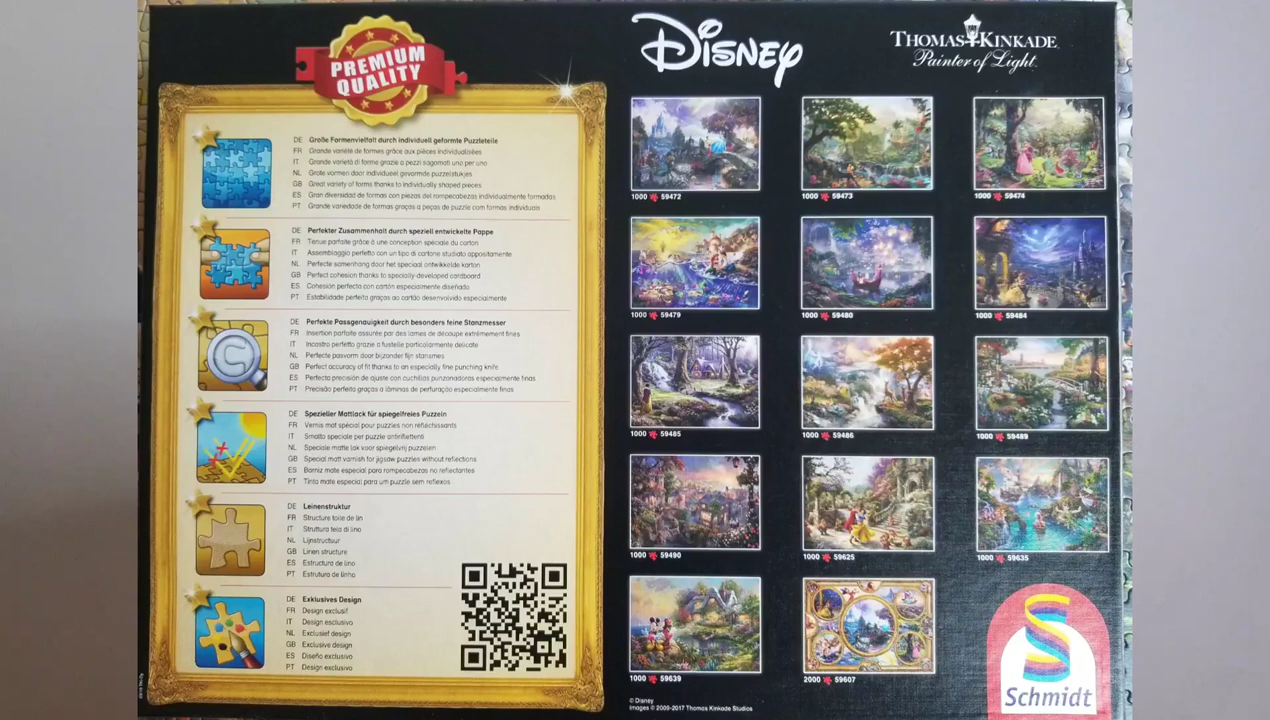 PREMIUM
QUALITY
DE Große Formenvielfalt durch individuell geformte Puzzleteile
FR Grande variété de formes grâce aux pièces individualisées
IT Grande varietà di forme grazie a pezzi sagomati uno per uno
NL Grote vormen door individueel gevormde puzzelstukjes
GB Great variety of forms thanks to individually shaped pieces
ES Gran diversidad de formas con piezas del rompecabezas individualmente formadas
PT Grande variedade de formas graças a peças de puzzle com formas individuais
DE Perfekter Zusammenhalt durch speziell entwickelte Pappe
FR Tenue parfaite grâce à une conception spéciale du carton
IT Assemblaggio perfetto con un tipo di cartone studiato appositamente
NL Perfecte samenhang door het speciaal ontwikkelde karton
GB Perfect cohesion thanks to specially-developed cardboard
ES Cohesión perfecta con cartón especialmente diseñado
PT Estabilidade perfeita graças ao cartão desenvolvido especialmente
DE Perfekte Passgenauigkeit durch besonders feine Stanzmesser
FR Insertion parfaite assurée par des lames de découpe extrêmement fines
IT Incastro perfetto grazie a fustelle particolarmente delicate
NL Perfecte pasvorm door bijzonder fijn stansmes
GB Perfect accuracy of fit thanks to an especially fine punching knife
ES Perfecta precisión de ajuste con cuchillas punzonadoras especialmente finas
PT Precisão perfeita graças a lâminas de perfuração especialmente finas
DE Spezieller Mattlack für spiegelfreies Puzzeln
FR Vernis mat spécial pour puzzles non réfléchissants
IT Smalto speciale per puzzle antiriflettenti
NL Speciale matte lak voor spiegelvrij puzzelen
GB Special matt varnish for jigsaw puzzles without reflections
ES Barniz mate especial para rompecabezas no reflectantes
PT Tinta mate especial para um puzzle sem reflexos
DE Leinenstruktur
FR Structure toile de lin
IT Struttura tela di lino
NL Lijnstructuur
GB Linen structure
ES Estructura de lino
PT Estrutura de linho
DE Exklusives Design
FR Design exclusif
IT Design esclusivo
NL Exclusief design
GB Exclusive design
ES Diseño exclusivo
PT Design exclusivo
Disney
THOMAS KINKADE
Painter of Light
1000 59472
1000 59473
1000 59474
1000 59479
1000 59480
1000 59484
1000 59485
1000 59486
1000 59489
1000 59490
1000 59625
1000 59635
1000 59639
2000 59607
© Disney
Images © 2009-2017 Thomas Kinkade Studios
Schmidt